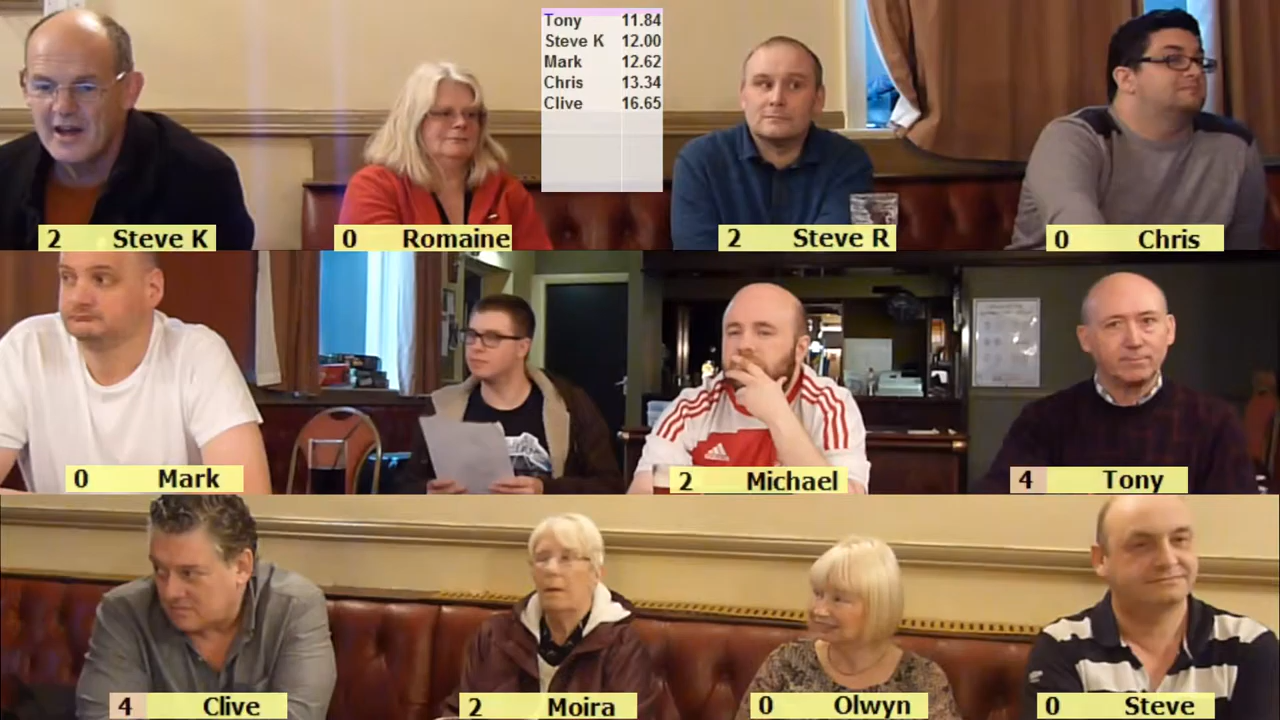 Tony 11.84
Steve K 12.00
Mark 12.62
Chris 13.34
Clive 16.65
2 Steve K
0 Romaine
2 Steve R
0 Chris
0 Mark
2 Michael
4 Tony
adidas
4 Clive
2 Moira
0 Olwyn
0 Steve